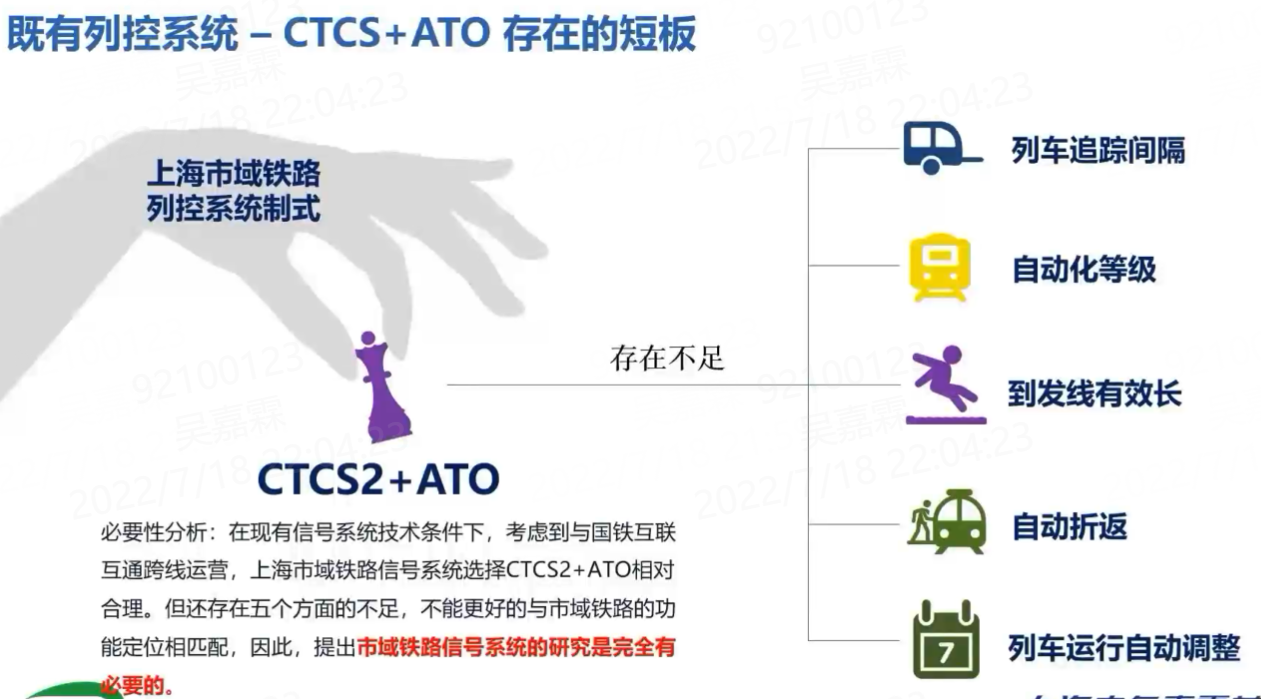 既有列控系统 – CTCS+ATO 存在的短板
上海市域铁路
列控系统制式
CTCS2+ATO
必要性分析：在现有信号系统技术条件下，考虑到与国铁互联
互通跨线运营，上海市域铁路信号系统选择CTCS2+ATO相对
合理。但还存在五个方面的不足，不能更好的与市域铁路的功
能定位相匹配，因此，提出市域铁路信号系统的研究是完全有
必要的。
存在不足
列车追踪间隔
自动化等级
到发线有效长
自动折返
7
列车运行自动调整
92100123
吴嘉霖
2022/7/18 22:04:23
92100123
吴嘉霖
2022/7/18 22:04:23
92100123
吴嘉霖
2022/7/18 22:04:23
92100123
吴嘉霖
2022/7/18 22:04:23